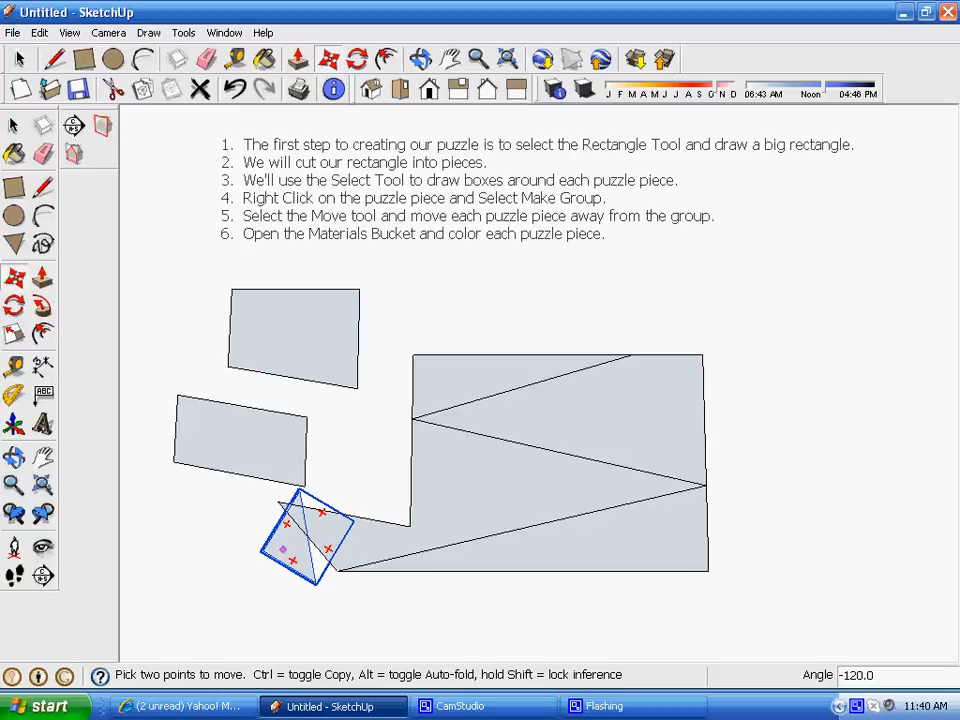 Untitled - SketchUp
File Edit View Camera Draw Tools Window Help
J F M A M J J A S O N D 06:43 AM Noon 04:46 PM
1. The first step to creating our puzzle is to select the Rectangle Tool and draw a big rectangle.
2. We will cut our rectangle into pieces.
3. We'll use the Select Tool to draw boxes around each puzzle piece.
4. Right Click on the puzzle piece and Select Make Group.
5. Select the Move tool and move each puzzle piece away from the group.
6. Open the Materials Bucket and color each puzzle piece.
ABC
Pick two points to move. Ctrl = toggle Copy, Alt = toggle Auto-fold, hold Shift = lock inference Angle -120.0
start (2 unread) Yahoo! M... Untitled - SketchUp CamStudio Flashing 11:40 AM